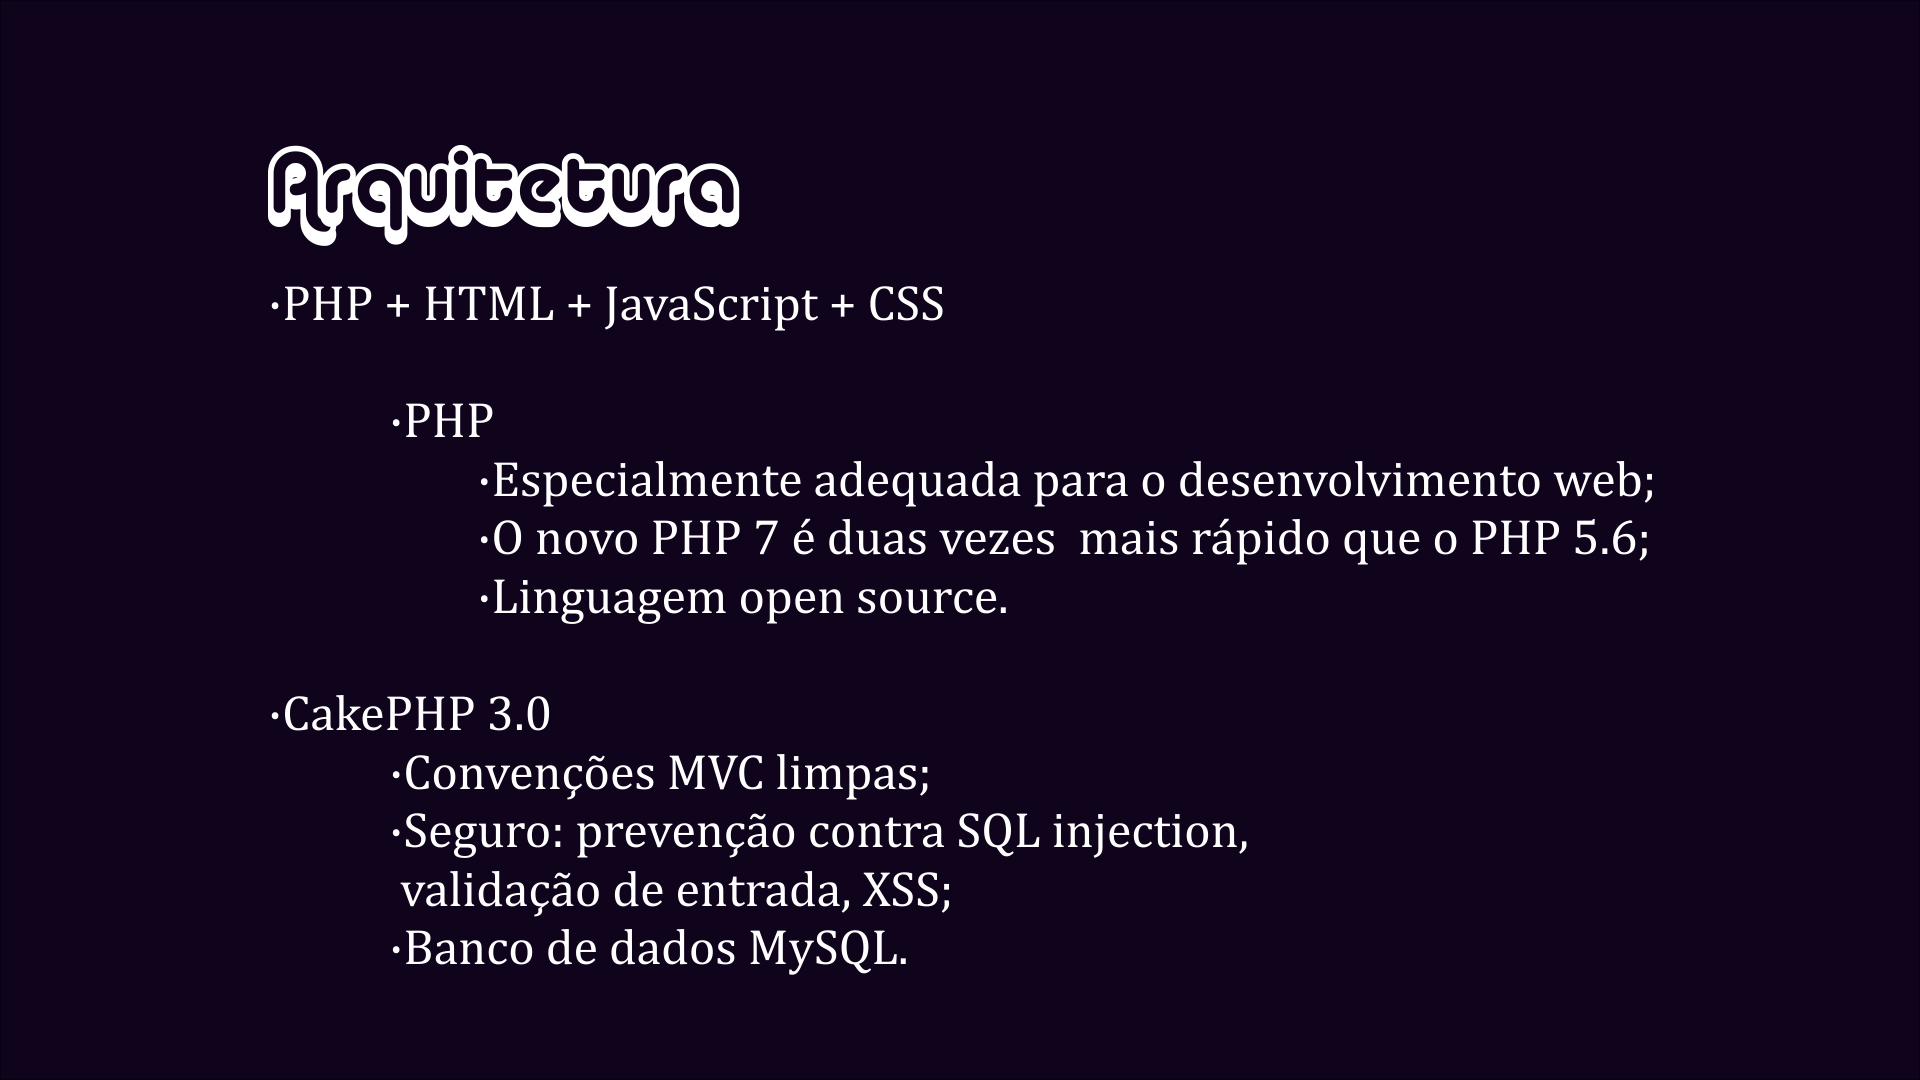 Arquitetura
·PHP + HTML + JavaScript + CSS
·PHP
·Especialmente adequada para o desenvolvimento web;
·O novo PHP 7 é duas vezes  mais rápido que o PHP 5.6;
·Linguagem open source.
·CakePHP 3.0
·Convenções MVC limpas;
·Seguro: prevenção contra SQL injection,
validação de entrada, XSS;
·Banco de dados MySQL.